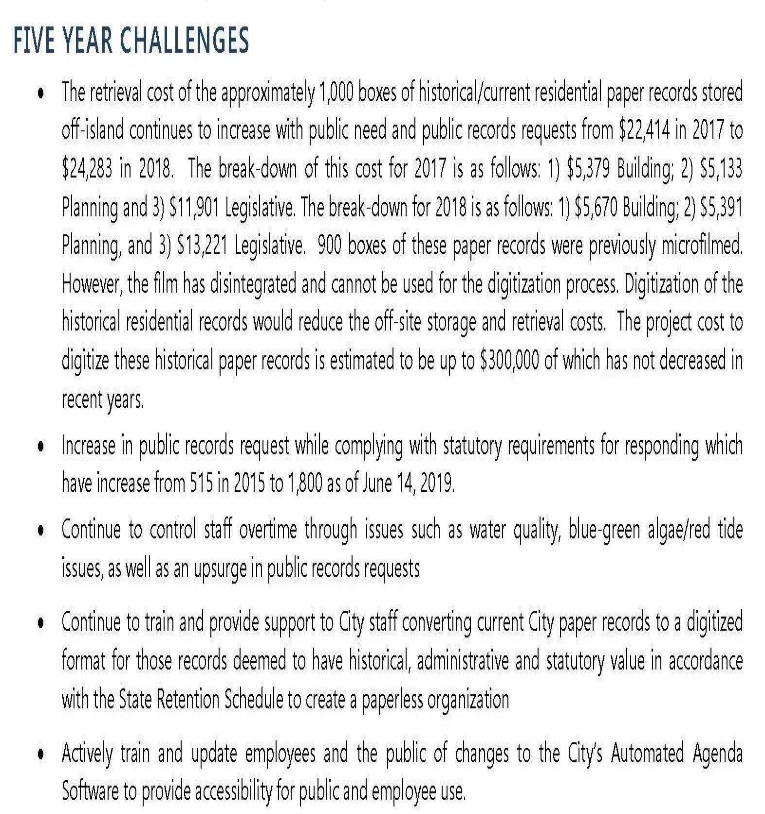 FIVE YEAR CHALLENGES
• The retrieval cost of the approximately 1,000 boxes of historical/current residential paper records stored
off-island continues to increase with public need and public records requests from $22,414 in 2017 to
$24,283 in 2018. The break-down of this cost for 2017 is as follows: 1) $5,379 Building; 2) $5,133
Planning and 3) $11,901 Legislative. The break-down for 2018 is as follows: 1) $5,670 Building; 2) $5,391
Planning, and 3) $13,221 Legislative. 900 boxes of these paper records were previously microfilmed.
However, the film has disintegrated and cannot be used for the digitization process. Digitization of the
historical residential records would reduce the off-site storage and retrieval costs. The project cost to
digitize these historical paper records is estimated to be up to $300,000 of which has not decreased in
recent years.
• Increase in public records request while complying with statutory requirements for responding which
have increase from 515 in 2015 to 1,800 as of June 14, 2019.
• Continue to control staff overtime through issues such as water quality, blue-green algae/red tide
issues, as well as an upsurge in public records requests
• Continue to train and provide support to City staff converting current City paper records to a digitized
format for those records deemed to have historical, administrative and statutory value in accordance
with the State Retention Schedule to create a paperless organization
• Actively train and update employees and the public of changes to the City's Automated Agenda
Software to provide accessibility for public and employee use.